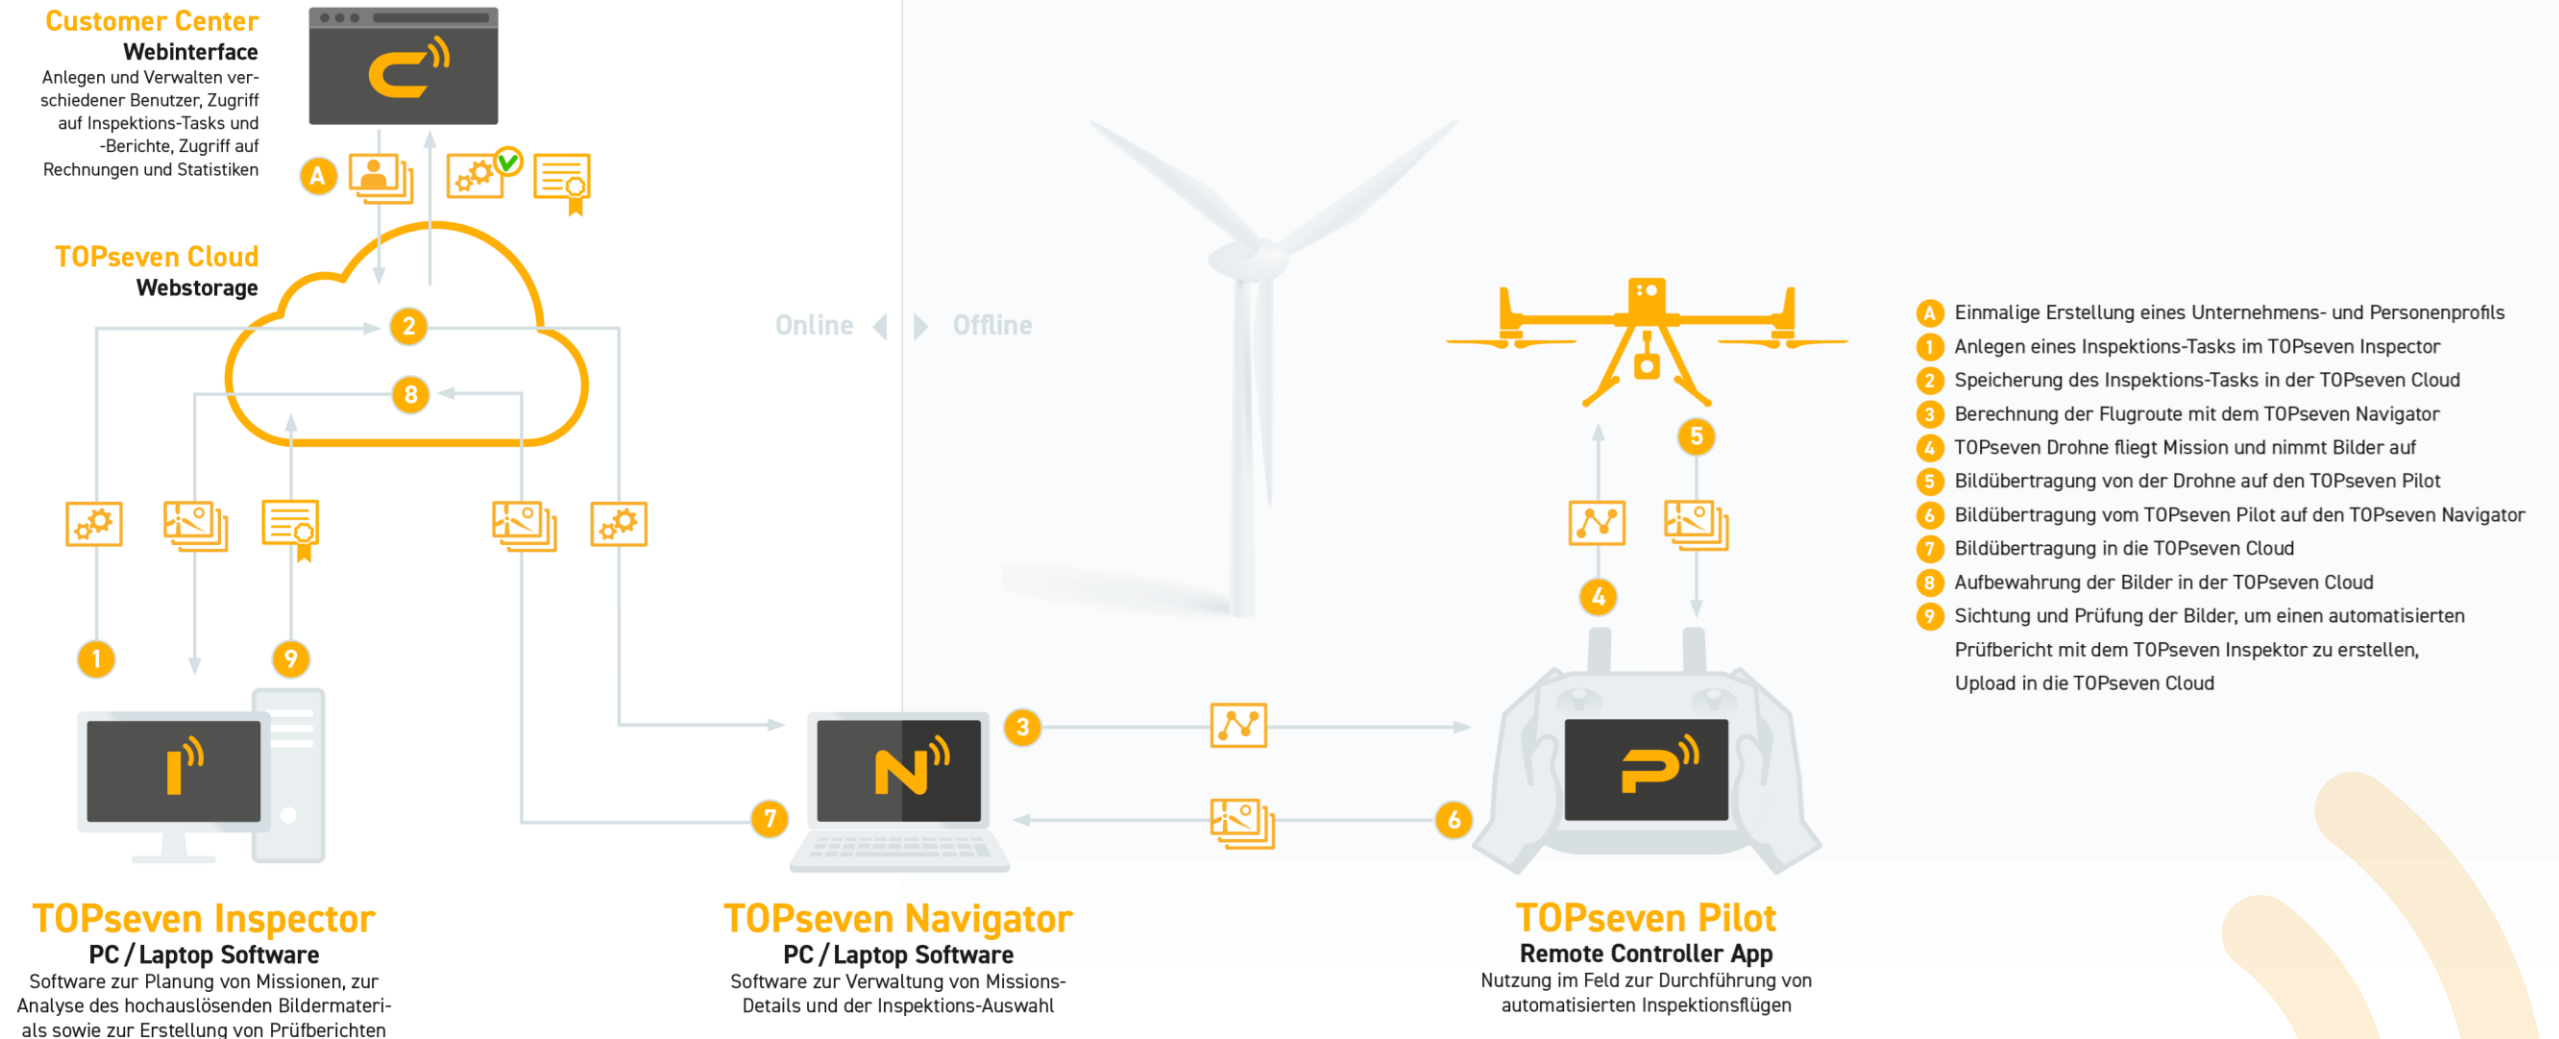 Customer Center
Webinterface
Anlegen und Verwalten ver-
schiedener Benutzer, Zugriff
auf Inspektions-Tasks und
-Berichte, Zugriff auf
Rechnungen und Statistiken
C
A
TOPseven Cloud
Webstorage
2
8
Online
Offline
1
9
5
4
3
7
6
I
N
P
A Einmalige Erstellung eines Unternehmens- und Personenprofils
1 Anlegen eines Inspektions-Tasks im TOPseven Inspector
2 Speicherung des Inspektions-Tasks in der TOPseven Cloud
3 Berechnung der Flugroute mit dem TOPseven Navigator
4 TOPseven Drohne fliegt Mission und nimmt Bilder auf
5 Bildübertragung von der Drohne auf den TOPseven Pilot
6 Bildübertragung vom TOPseven Pilot auf den TOPseven Navigator
7 Bildübertragung in die TOPseven Cloud
8 Aufbewahrung der Bilder in der TOPseven Cloud
9 Sichtung und Prüfung der Bilder, um einen automatisierten
Prüfbericht mit dem TOPseven Inspektor zu erstellen,
Upload in die TOPseven Cloud
TOPseven Inspector
PC / Laptop Software
Software zur Planung von Missionen, zur
Analyse des hochauslösenden Bildermateri-
als sowie zur Erstellung von Prüfberichten
TOPseven Navigator
PC / Laptop Software
Software zur Verwaltung von Missions-
Details und der Inspektions-Auswahl
TOPseven Pilot
Remote Controller App
Nutzung im Feld zur Durchführung von
automatisierten Inspektionsflügen